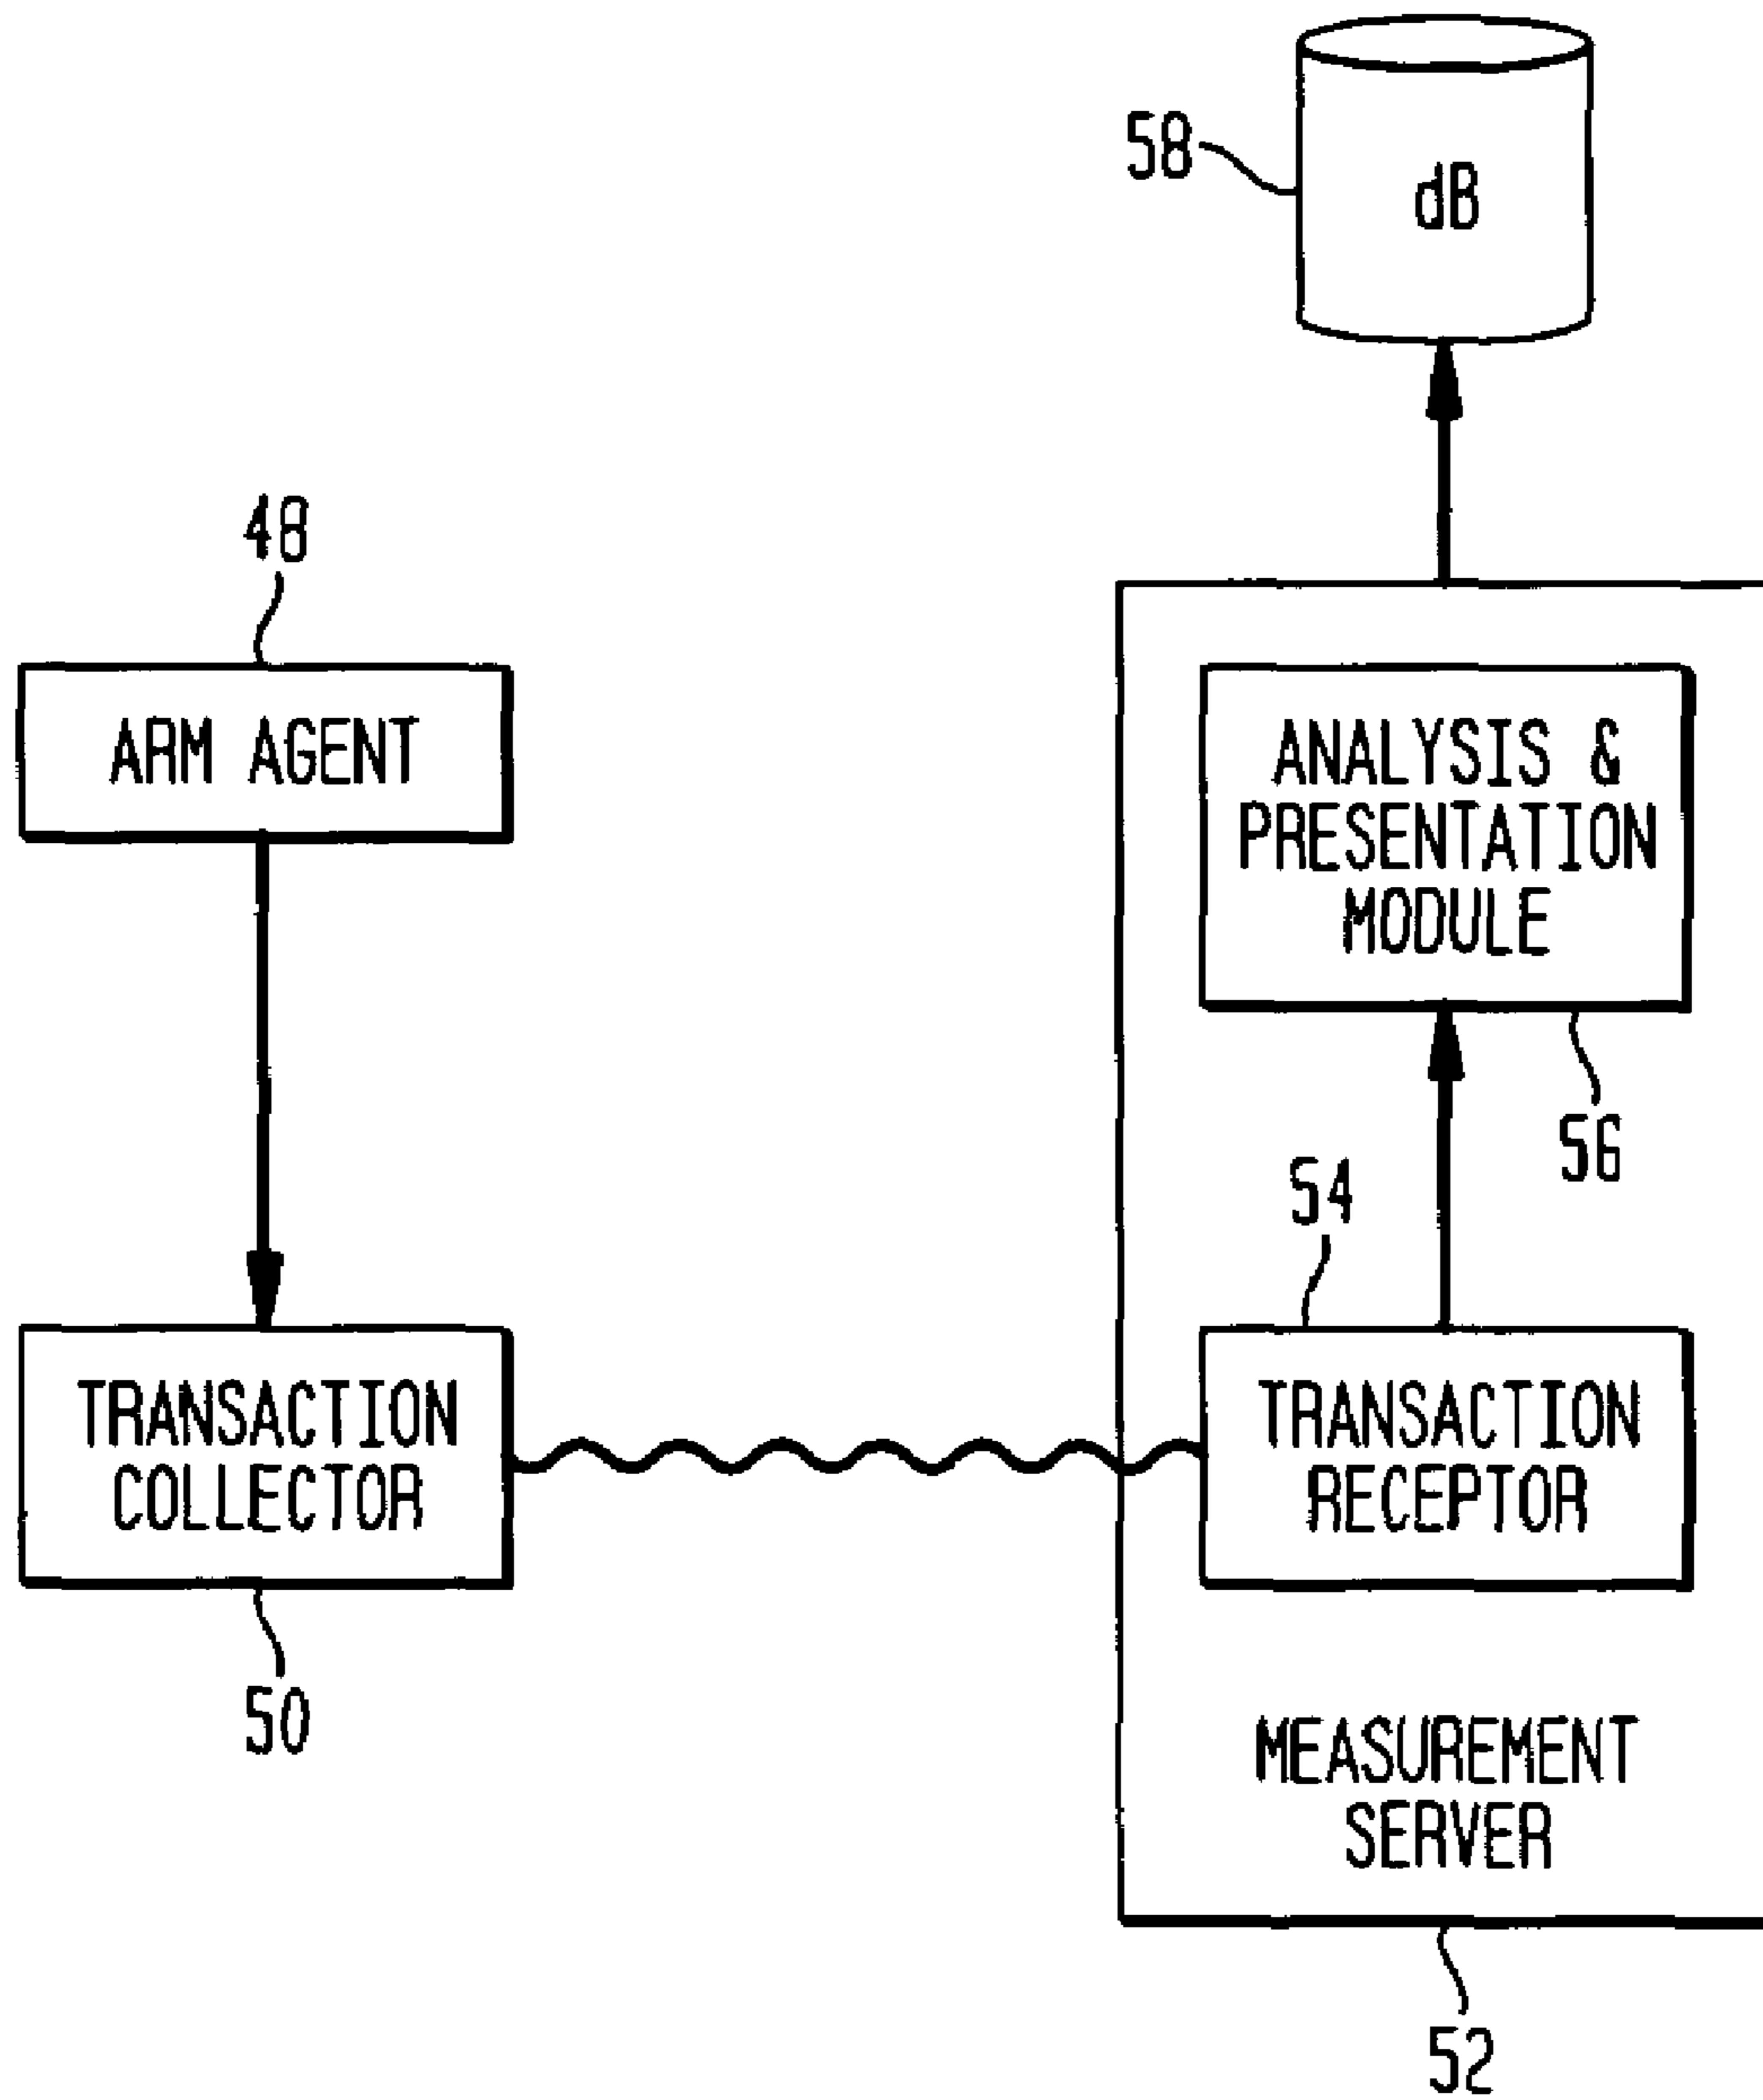 58
dB
48
ARM AGENT
ANALYSIS &
PRESENTATION
MODULE
56
54
TRANSACTION
COLLECTOR
TRANSACTION
RECEPTOR
50
MEASUREMENT
SERVER
52